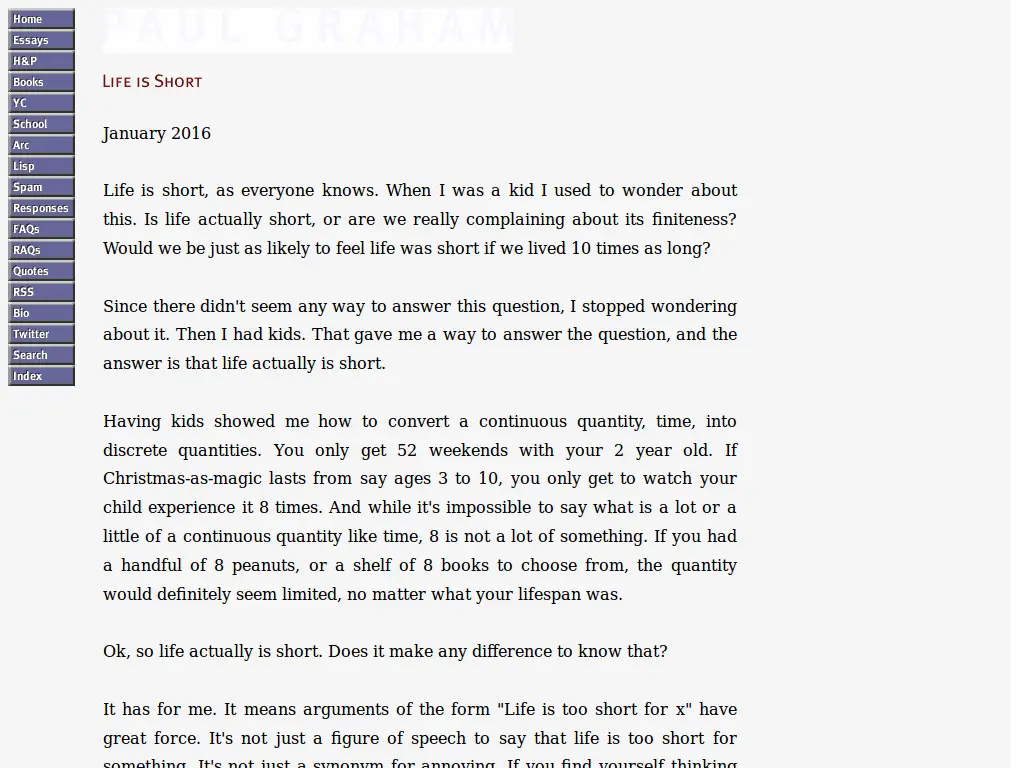 Home
Essays
H&P
Books
YC
School
Arc
Lisp
Spam
Responses
FAQs
RAQs
Quotes
RSS
Bio
Twitter
Search
Index
PAUL GRAHAM
Life is Short
January 2016
Life is short, as everyone knows. When I was a kid I used to wonder about
this. Is life actually short, or are we really complaining about its finiteness?
Would we be just as likely to feel life was short if we lived 10 times as long?
Since there didn't seem any way to answer this question, I stopped wondering
about it. Then I had kids. That gave me a way to answer the question, and the
answer is that life actually is short.
Having kids showed me how to convert a continuous quantity, time, into
discrete quantities. You only get 52 weekends with your 2 year old. If
Christmas-as-magic lasts from say ages 3 to 10, you only get to watch your
child experience it 8 times. And while it's impossible to say what is a lot or a
little of a continuous quantity like time, 8 is not a lot of something. If you had
a handful of 8 peanuts, or a shelf of 8 books to choose from, the quantity
would definitely seem limited, no matter what your lifespan was.
Ok, so life actually is short. Does it make any difference to know that?
It has for me. It means arguments of the form "Life is too short for x" have
great force. It's not just a figure of speech to say that life is too short for
something. It's not just a synonym for annoying. If you find yourself thinking